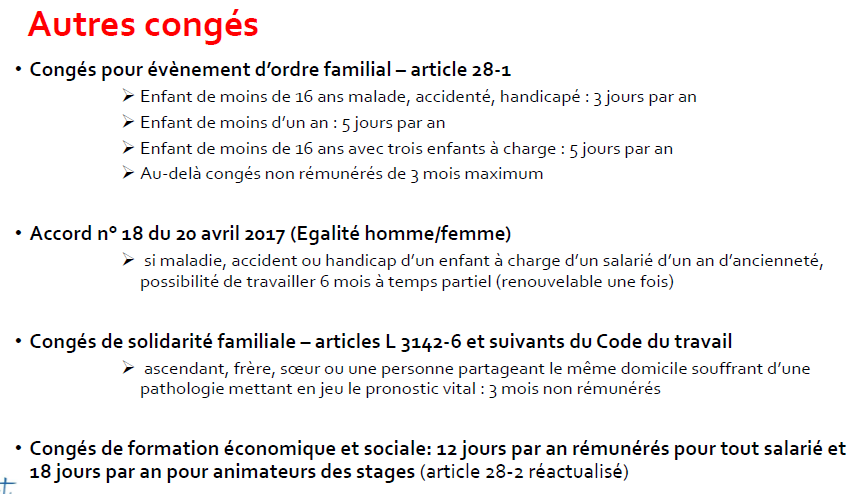 Autres congés
• Congés pour évènement d’ordre familial – article 28-1
➢ Enfant de moins de 16 ans malade, accidenté, handicapé : 3 jours par an
➢ Enfant de moins d’un an : 5 jours par an
➢ Enfant de moins de 16 ans avec trois enfants à charge : 5 jours par an
➢ Au-delà congés non rémunérés de 3 mois maximum
• Accord n° 18 du 20 avril 2017 (Egalité homme/femme)
➢ si maladie, accident ou handicap d’un enfant à charge d’un salarié d’un an d’ancienneté,
possibilité de travailler 6 mois à temps partiel (renouvelable une fois)
• Congés de solidarité familiale – articles L 3142-6 et suivants du Code du travail
➢ ascendant, frère, sœur ou une personne partageant le même domicile souffrant d’une
pathologie mettant en jeu le pronostic vital : 3 mois non rémunérés
• Congés de formation économique et sociale: 12 jours par an rémunérés pour tout salarié et
18 jours par an pour animateurs des stages (article 28-2 réactualisé)